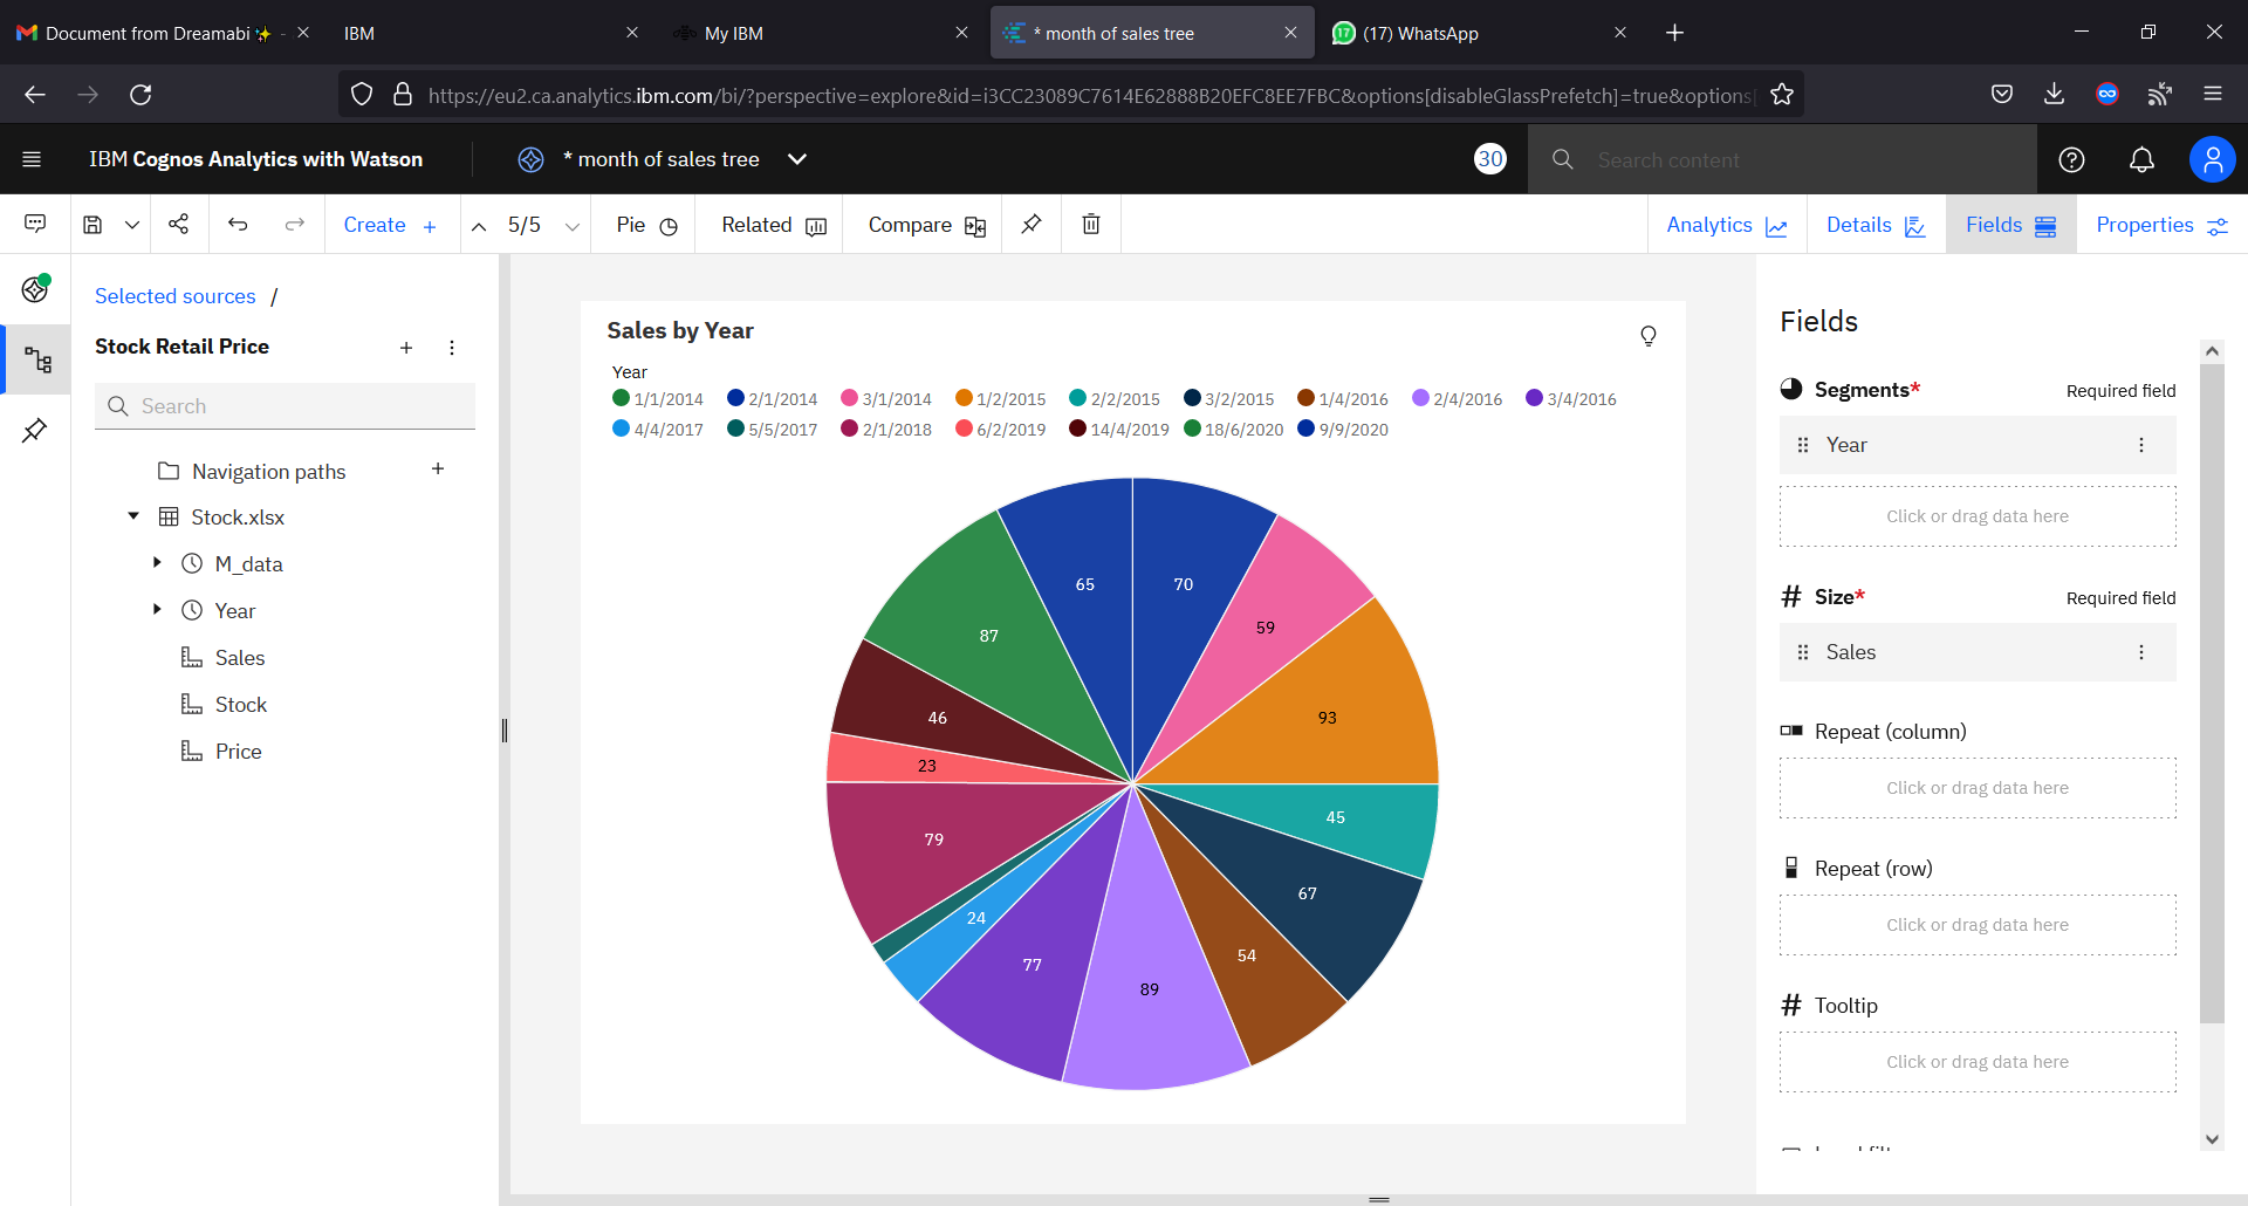 Document from Dreamabi ✨ -
IBM
My IBM
* month of sales tree
17
(17) WhatsApp
https://eu2.ca.analytics.ibm.com/bi/?perspective=explore&id=i3CC23089C7614E62888B20EFC8EE7FBC&options[disableGlassPrefetch]=true&options[
IBM Cognos Analytics with Watson
* month of sales tree
30
Search content
Create +
5/5
Pie
Related
Compare
Analytics
Details
Fields
Properties
Selected sources /
Stock Retail Price
Search
Navigation paths
Stock.xlsx
M_data
Year
Sales
Stock
Price
Sales by Year
Year
1/1/2014 2/1/2014 3/1/2014 1/2/2015 2/2/2015 3/2/2015 1/4/2016 2/4/2016 3/4/2016
4/4/2017 5/5/2017 2/1/2018 6/2/2019 14/4/2019 18/6/2020 9/9/2020
65
70
59
87
93
46
23
45
79
67
24
54
77
89
Fields
Segments* Required field
Year
Click or drag data here
# Size* Required field
Sales
Repeat (column)
Click or drag data here
Repeat (row)
Click or drag data here
# Tooltip
Click or drag data here